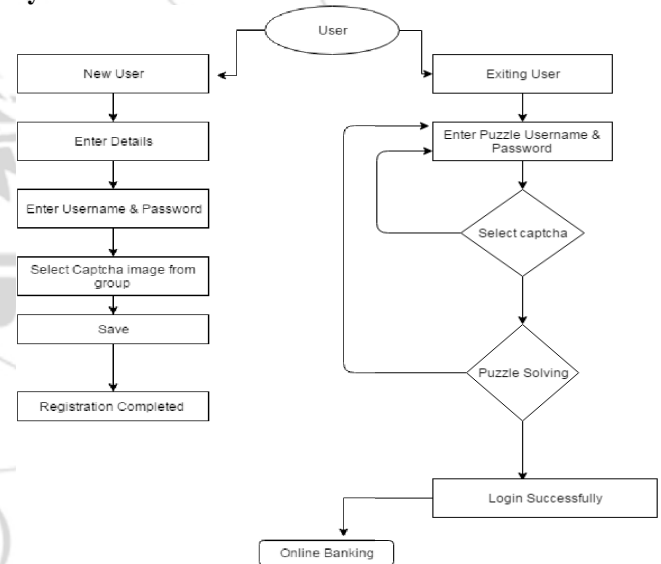 User
New User
Exiting User
Enter Details
Enter Puzzle Username &
Password
Enter Username & Password
Select captcha
Select Captcha image from
group
Save
Puzzle Solving
Registration Completed
Login Successfully
Online Banking